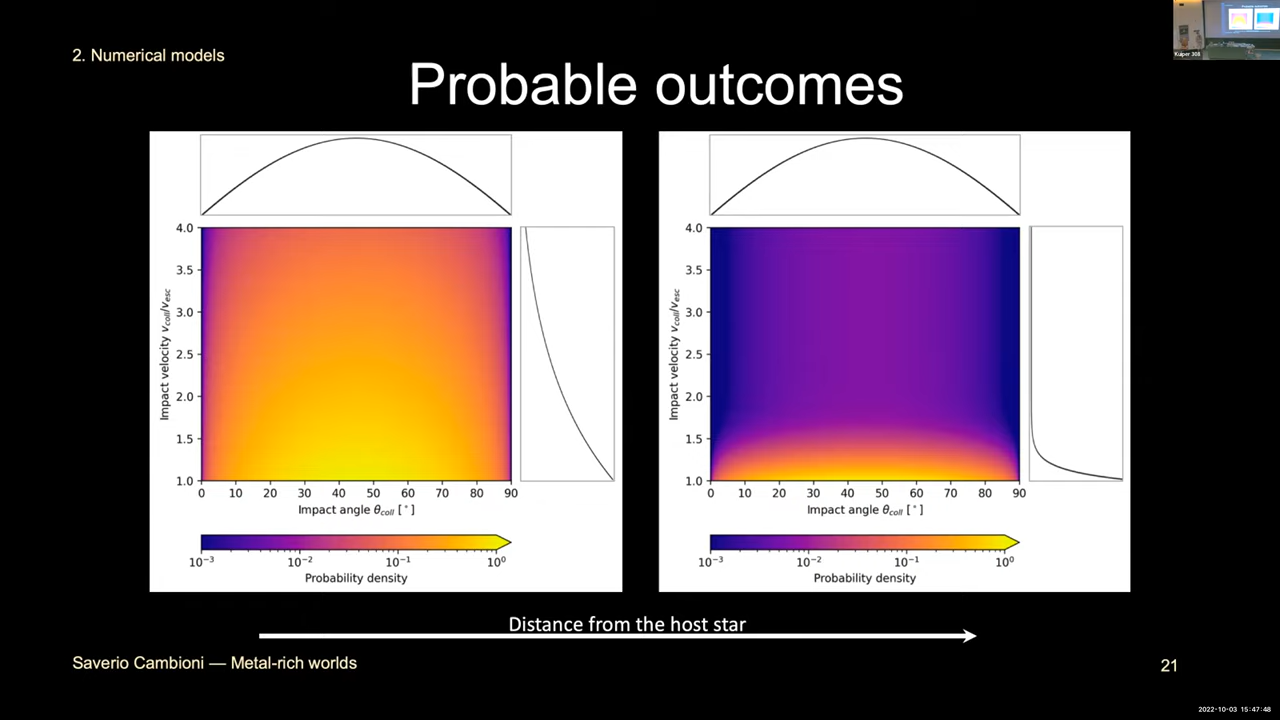 2. Numerical models
Probable outcomes
Kuiper 308
4.0
3.5
3.0
2.5
2.0
1.5
1.0
Impact velocity v_coll/v_esc
0 10 20 30 40 50 60 70 80 90
Impact angle θ_coll [°]
10⁻³ 10⁻² 10⁻¹ 10⁰
Probability density
4.0
3.5
3.0
2.5
2.0
1.5
1.0
Impact velocity v_coll/v_esc
0 10 20 30 40 50 60 70 80 90
Impact angle θ_coll [°]
10⁻³ 10⁻² 10⁻¹ 10⁰
Probability density
Distance from the host star
Saverio Cambioni — Metal-rich worlds
21
2022-10-03 15:47:48